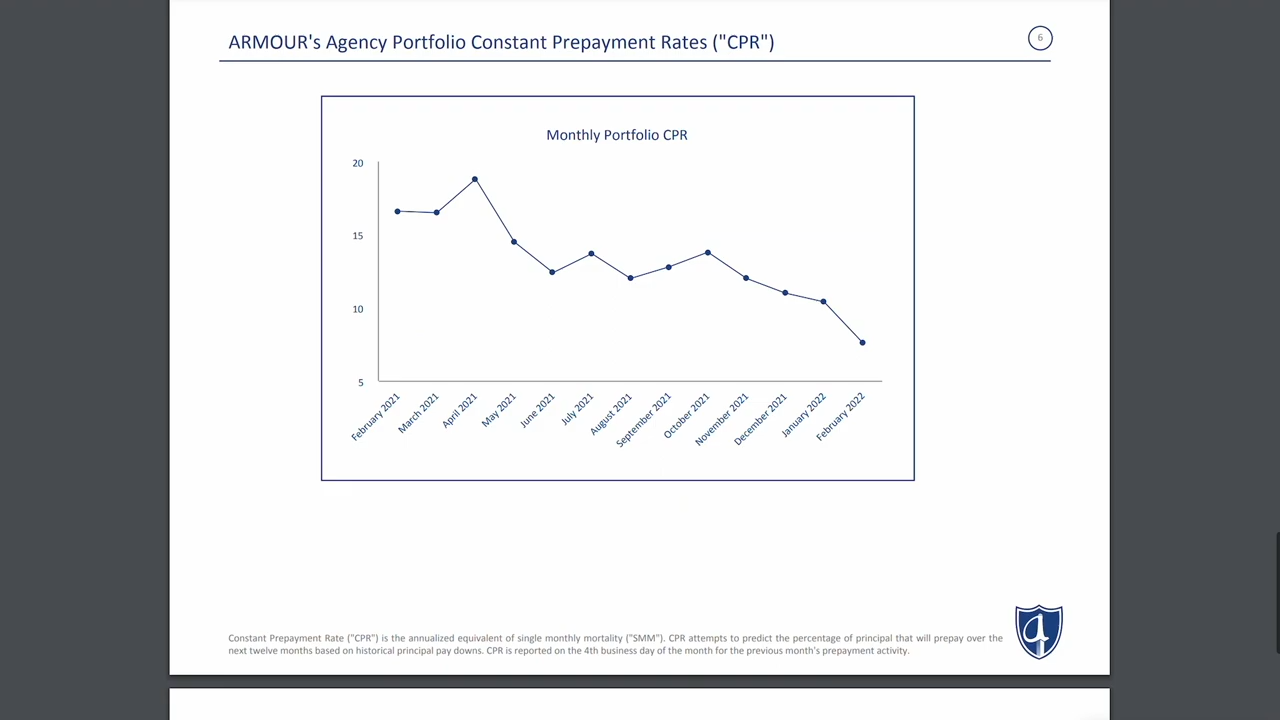 ARMOUR's Agency Portfolio Constant Prepayment Rates ("CPR")
6
Monthly Portfolio CPR
20
15
10
5
February 2021
March 2021
April 2021
May 2021
June 2021
July 2021
August 2021
September 2021
October 2021
November 2021
December 2021
January 2022
February 2022
Constant Prepayment Rate ("CPR") is the annualized equivalent of single monthly mortality ("SMM"). CPR attempts to predict the percentage of principal that will prepay over the
next twelve months based on historical principal pay downs. CPR is reported on the 4th business day of the month for the previous month's prepayment activity.
a